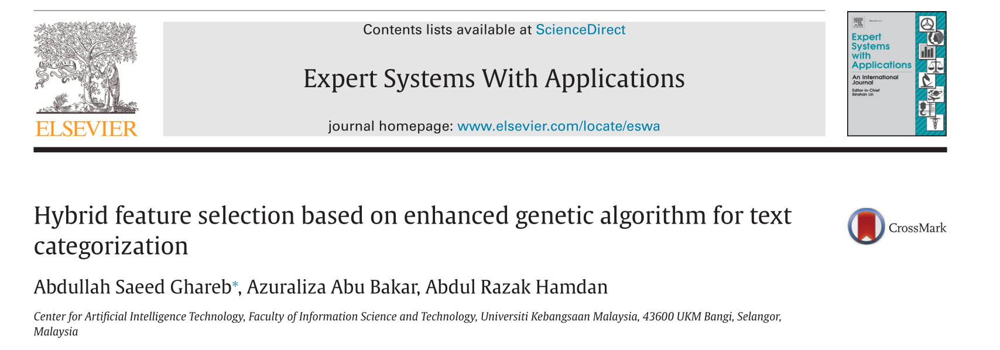 Contents lists available at ScienceDirect
Expert Systems With Applications
journal homepage: www.elsevier.com/locate/eswa
NON SOLUS
ELSEVIER
Expert
Systems
with
Applications
An International
Journal
Editor-in-Chief
Binshan Lin
Hybrid feature selection based on enhanced genetic algorithm for text
categorization
CrossMark
Abdullah Saeed Ghareb*, Azuraliza Abu Bakar, Abdul Razak Hamdan
Center for Artificial Intelligence Technology, Faculty of Information Science and Technology, Universiti Kebangsaan Malaysia, 43600 UKM Bangi, Selangor,
Malaysia